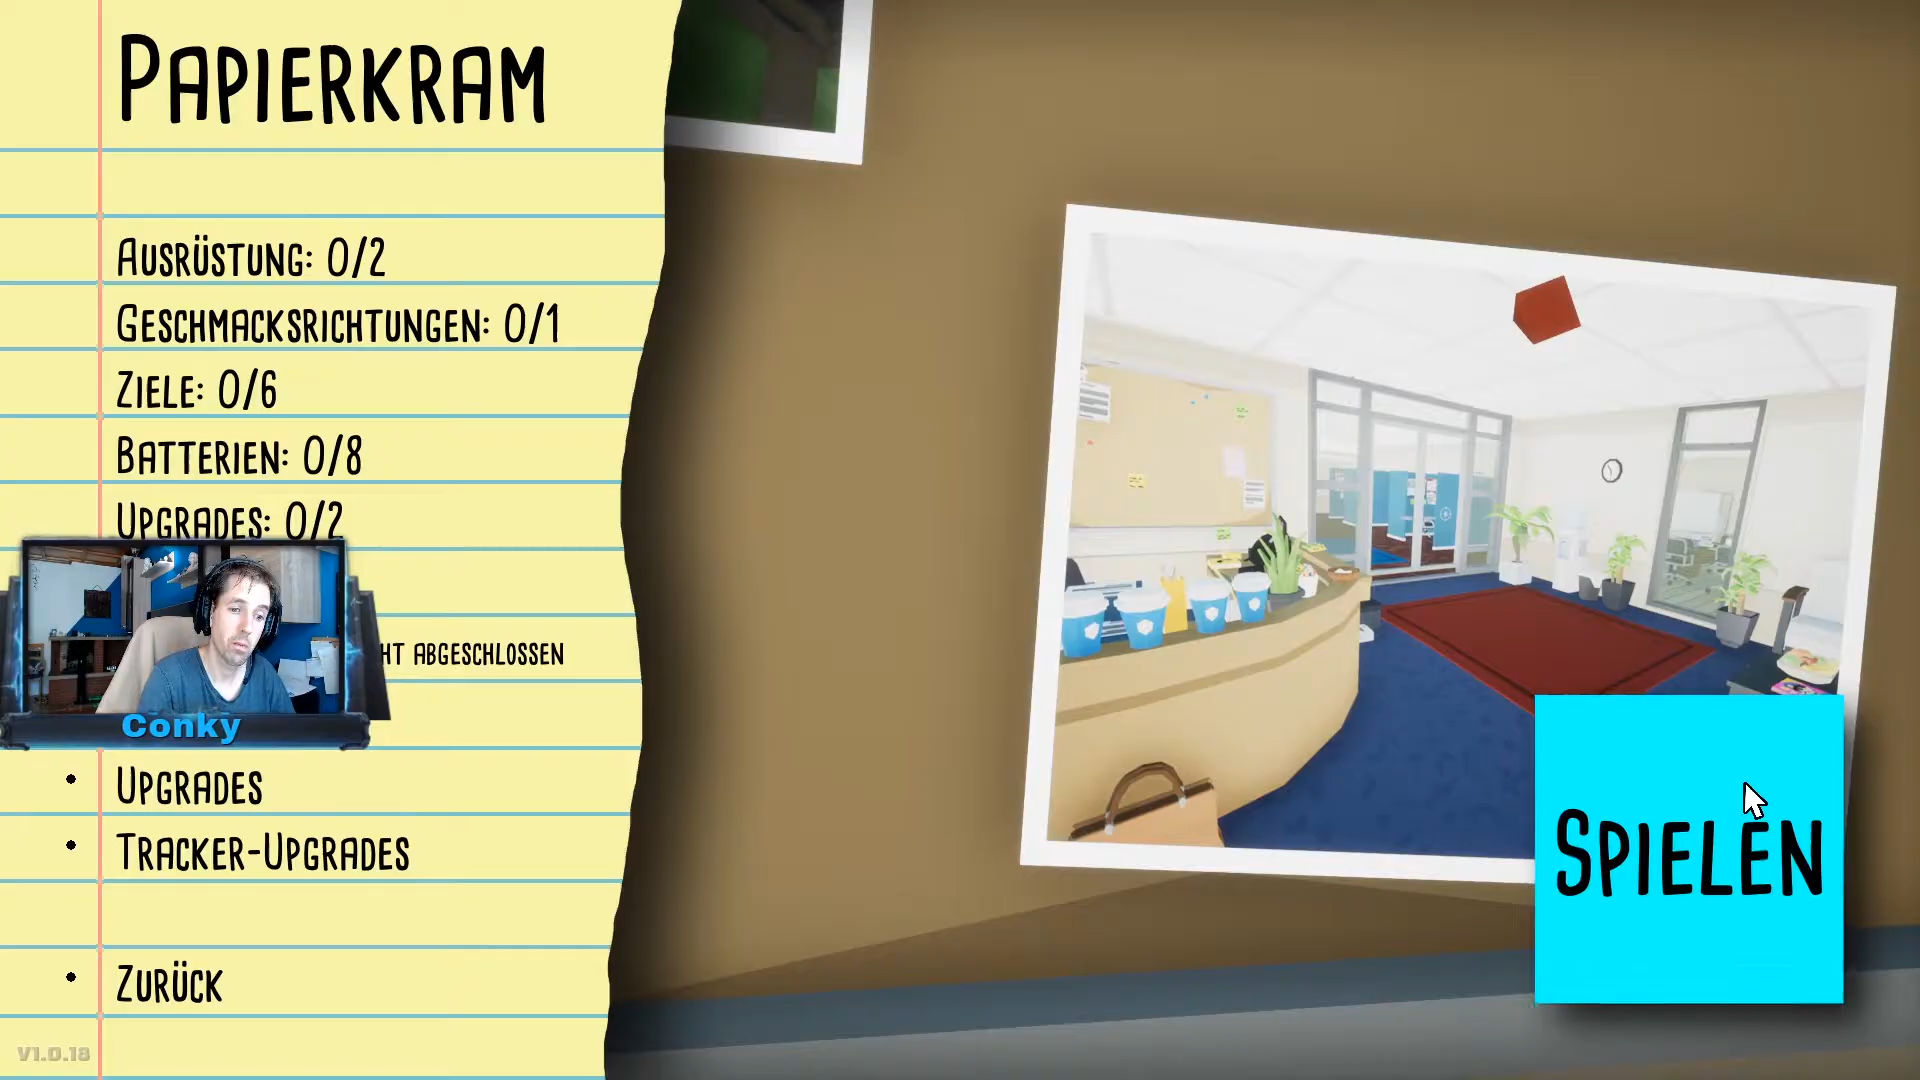 Papierkram
Ausrüstung: 0/2
Geschmacksrichtungen: 0/1
Ziele: 0/6
Batterien: 0/8
Upgrades: 0/2
abgeschlossen
Conky
• Upgrades
• Tracker-Upgrades
• Zurück
Spielen
V1.0.18